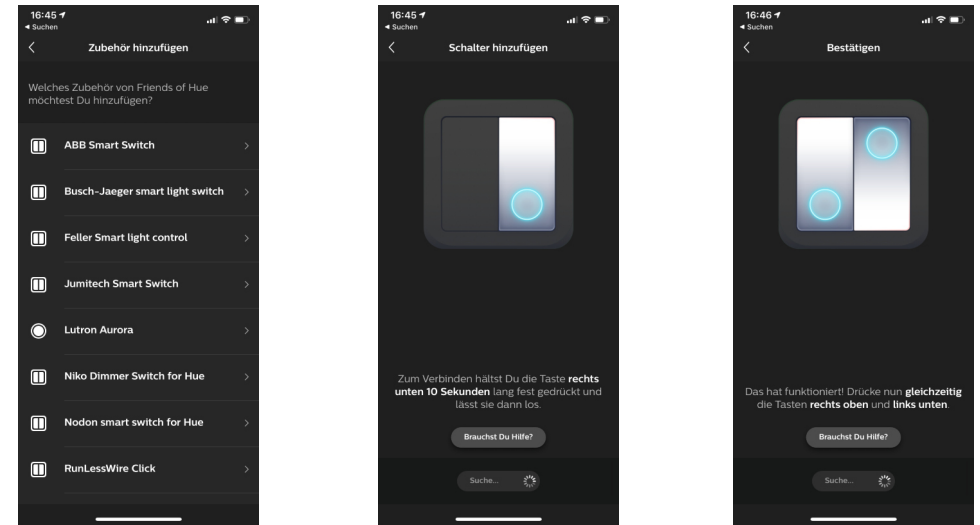 16:45
◀ Suchen
Zubehör hinzufügen
Welches Zubehör von Friends of Hue
möchtest Du hinzufügen?
ABB Smart Switch
Busch-Jaeger smart light switch
Feller Smart light control
Jumitech Smart Switch
Lutron Aurora
Niko Dimmer Switch for Hue
Nodon smart switch for Hue
RunLessWire Click
16:45
◀ Suchen
Schalter hinzufügen
Zum Verbinden hältst Du die Taste rechts
unten 10 Sekunden lang fest gedrückt und
lässt sie dann los.
Brauchst Du Hilfe?
Suche...
16:46
◀ Suchen
Bestätigen
Das hat funktioniert! Drücke nun gleichzeitig
die Tasten rechts oben und links unten.
Brauchst Du Hilfe?
Suche...